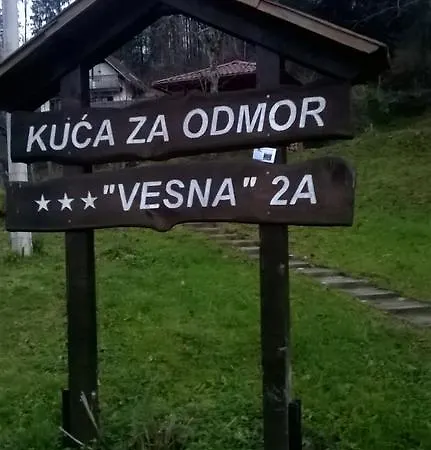 KUĆA ZA ODMOR
★★★ "VESNA" 2A